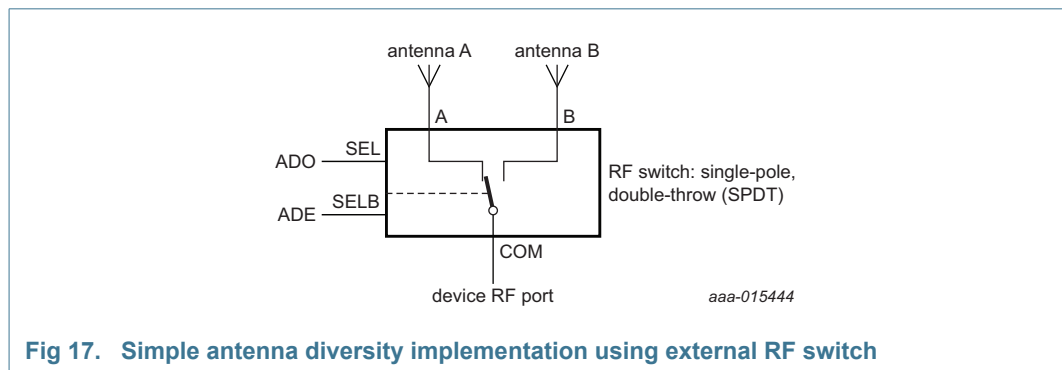 antenna A
antenna B
A
B
ADO
SEL
ADE
SELB
RF switch: single-pole,
double-throw (SPDT)
COM
device RF port
aaa-015444
Fig 17. Simple antenna diversity implementation using external RF switch